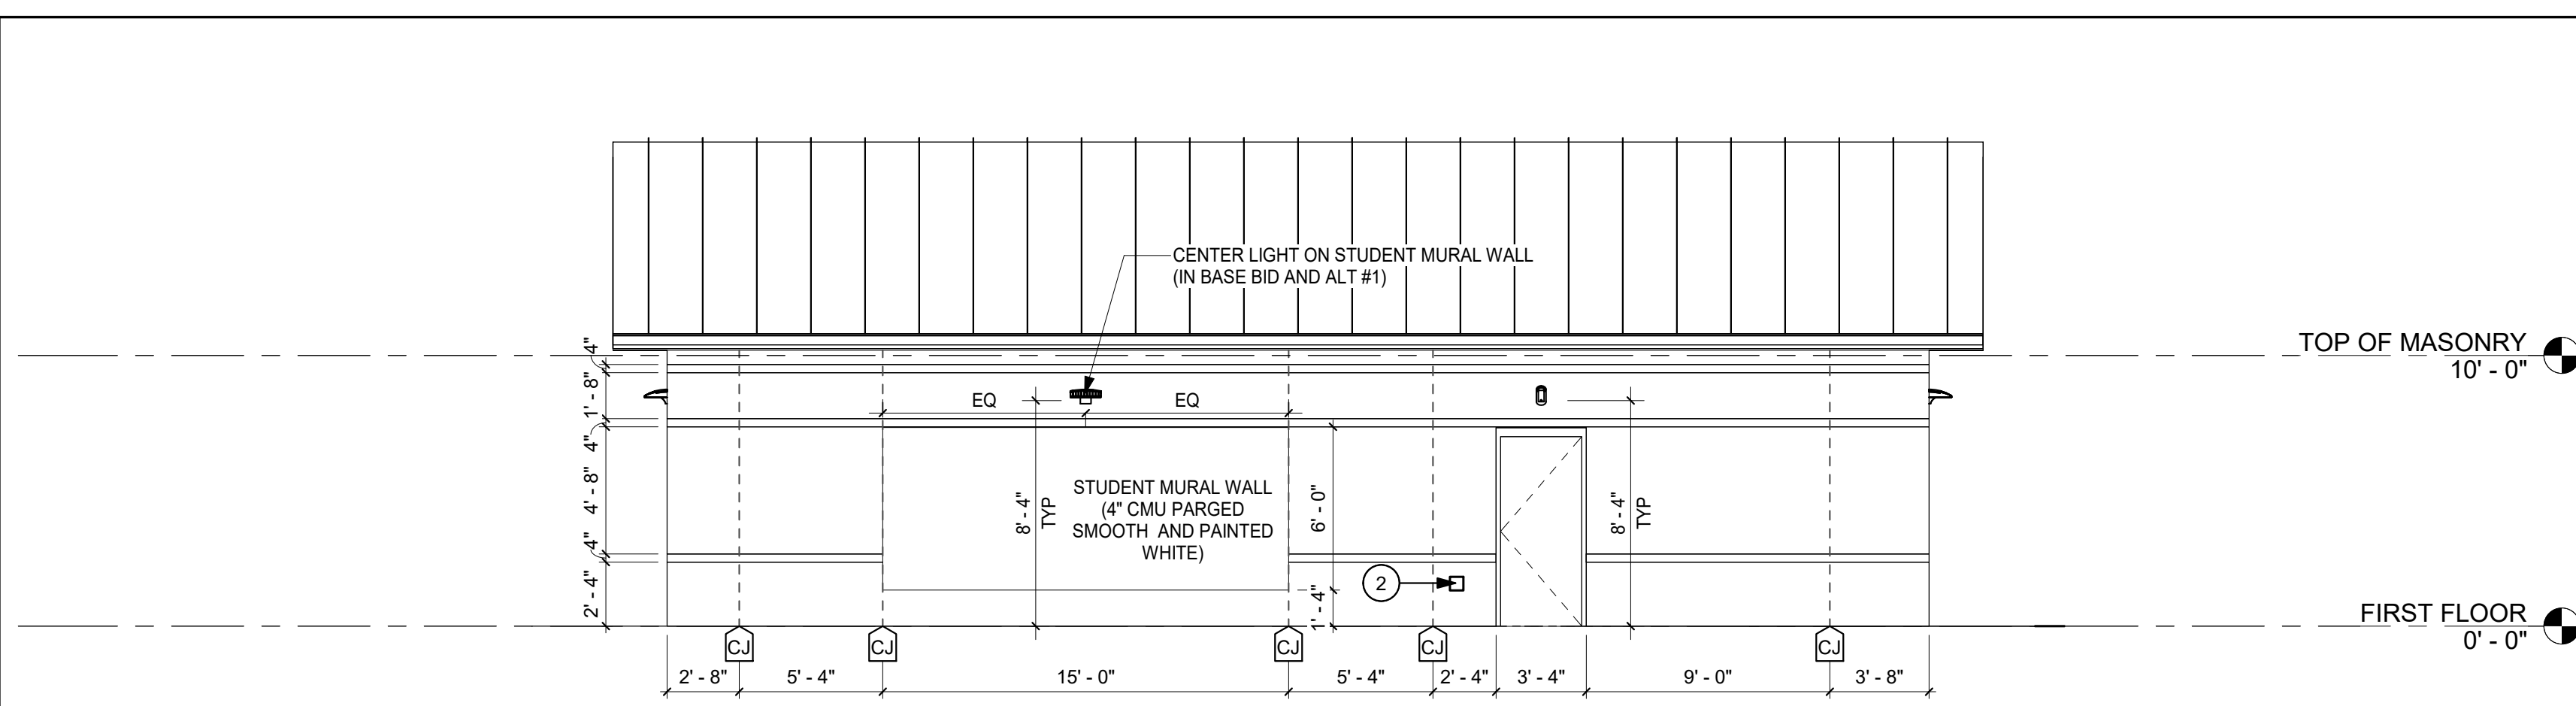 CENTER LIGHT ON STUDENT MURAL WALL
(IN BASE BID AND ALT #1)
TOP OF MASONRY
10' - 0"
4"
1' - 8"
4"
4' - 8"
4"
2' - 4"
EQ
EQ
8' - 4"
TYP
STUDENT MURAL WALL
(4" CMU PARGED
SMOOTH AND PAINTED
WHITE)
6' - 0"
1' - 4"
2
8' - 4"
TYP
FIRST FLOOR
0' - 0"
CJ
CJ
CJ
CJ
CJ
2' - 8"
5' - 4"
15' - 0"
5' - 4"
2' - 4"
3' - 4"
9' - 0"
3' - 8"